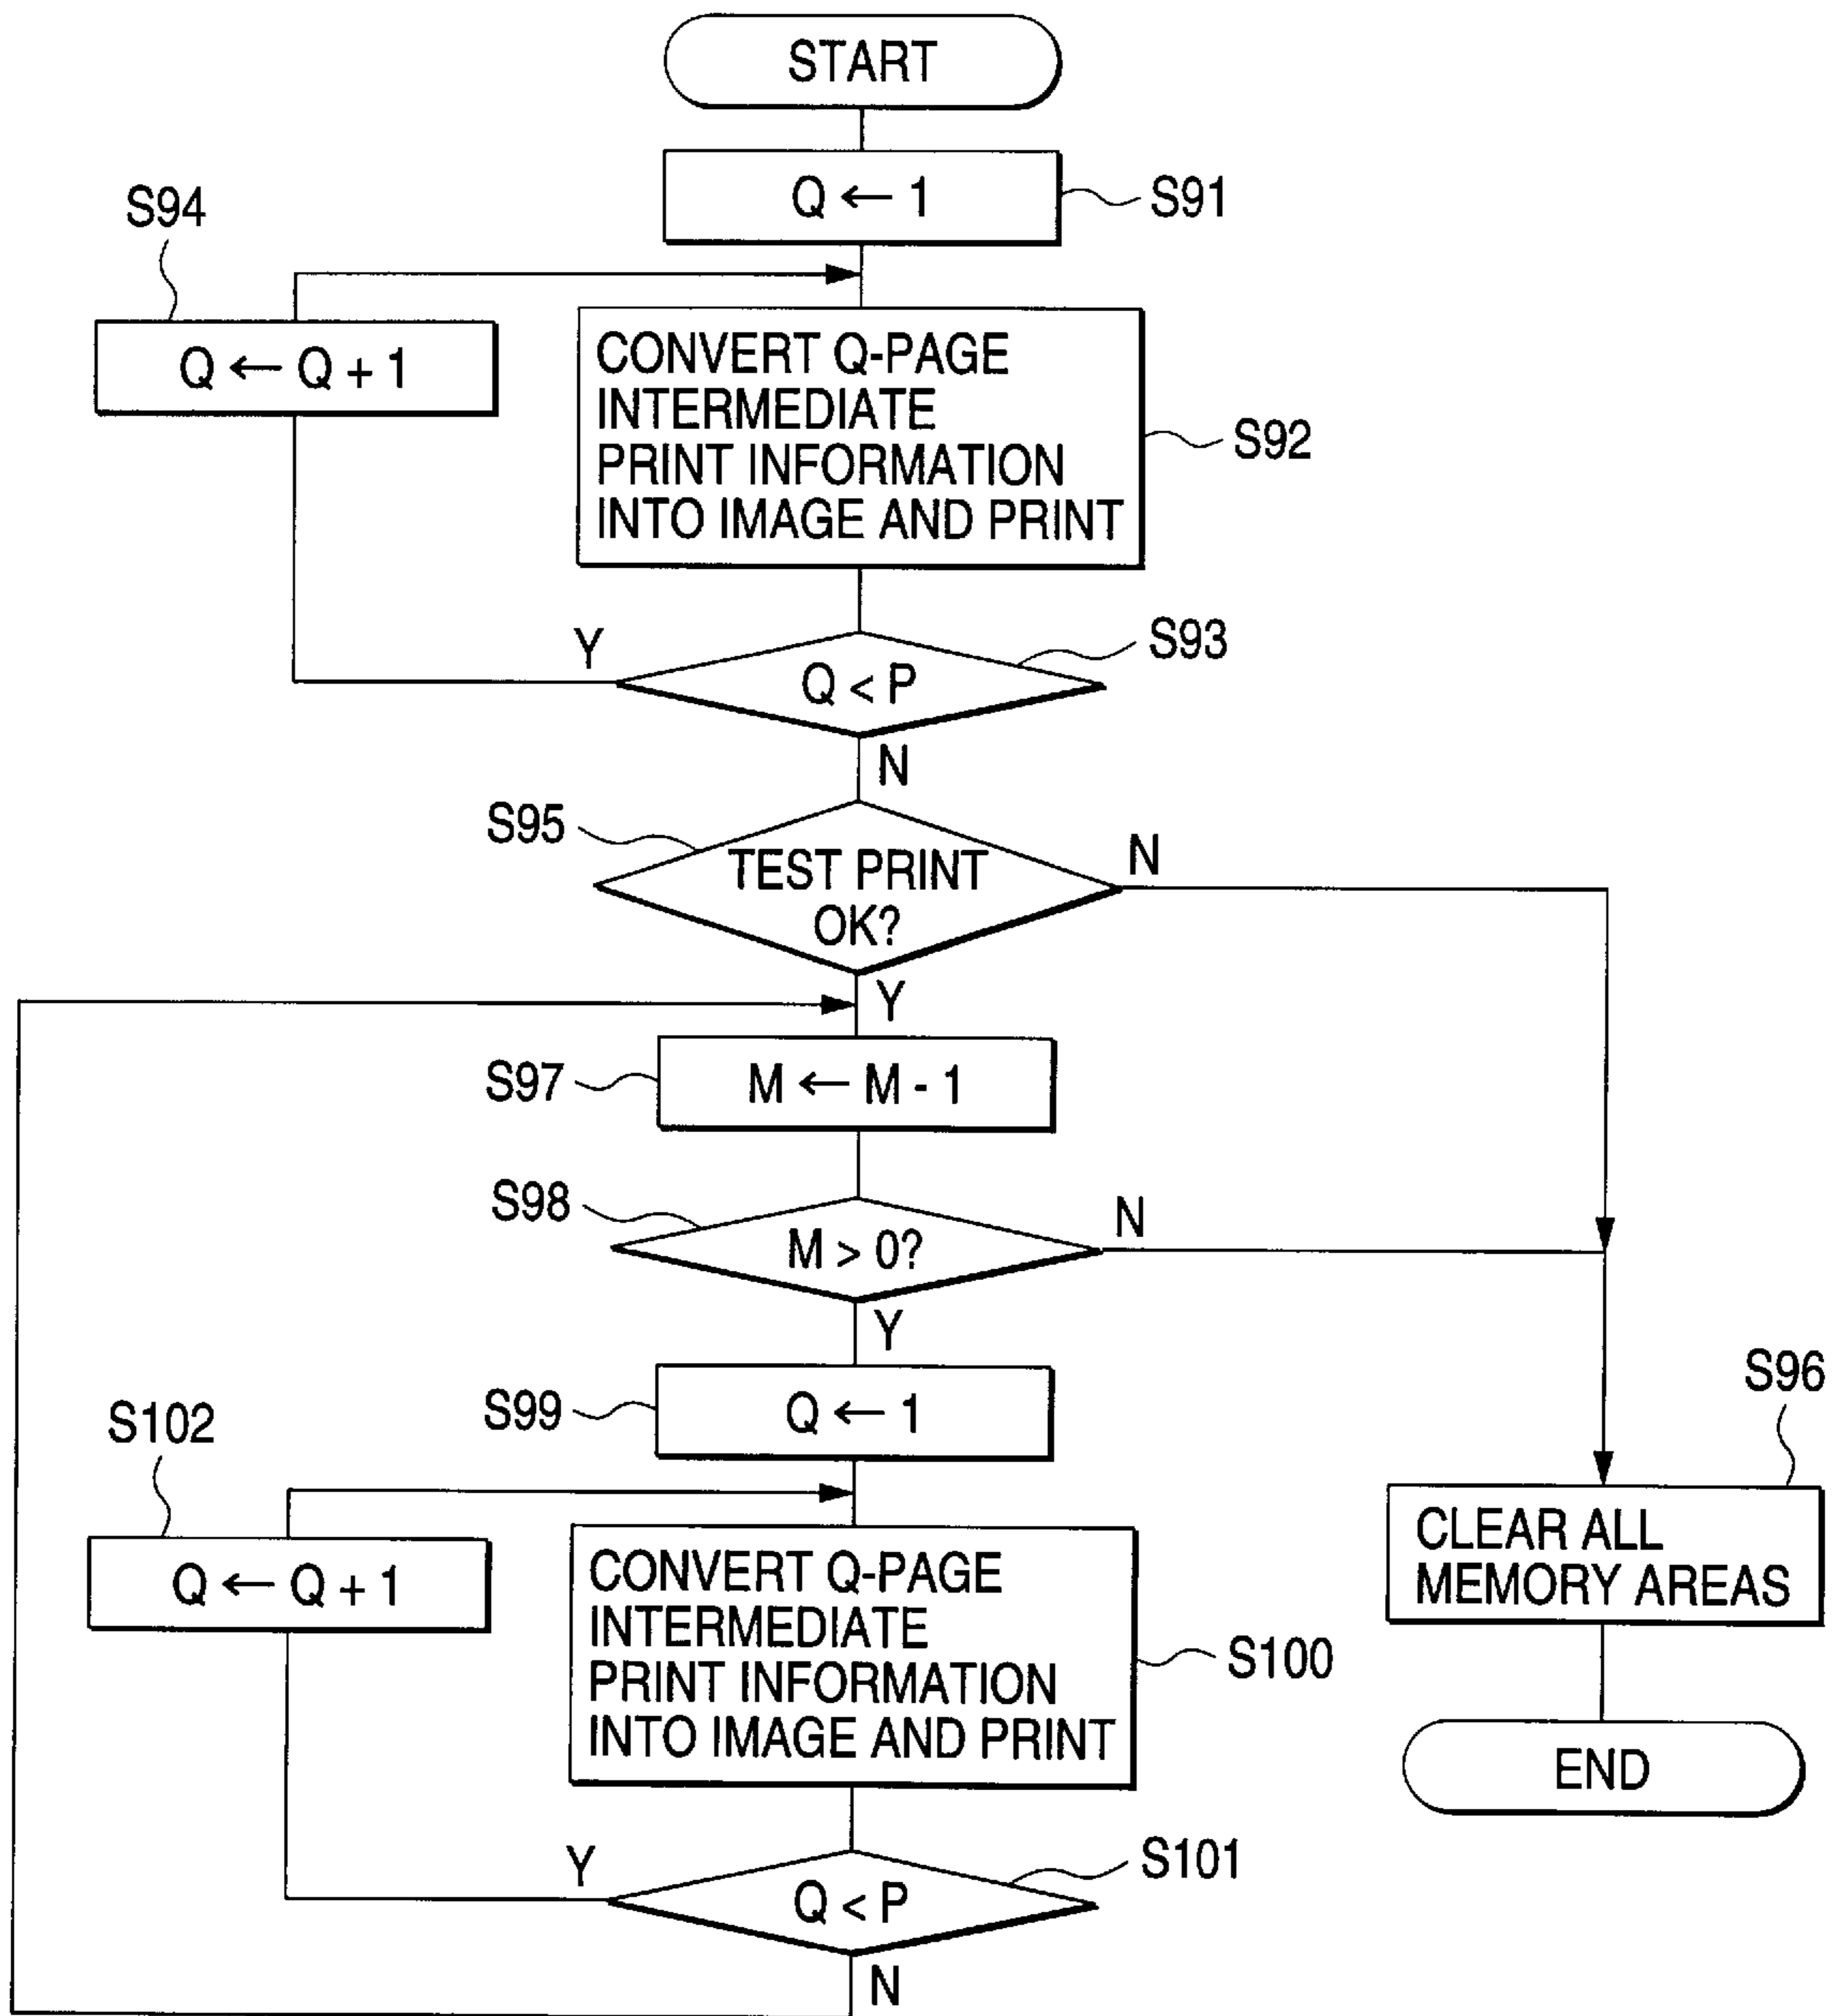 START
Q ← 1
S91
S94
Q ← Q + 1
CONVERT Q-PAGE
INTERMEDIATE
PRINT INFORMATION
INTO IMAGE AND PRINT
S92
Y
Q < P
S93
N
S95
TEST PRINT
OK?
N
Y
S97
M ← M - 1
S98
M > 0?
N
Y
S99
Q ← 1
S96
CLEAR ALL
MEMORY AREAS
S102
Q ← Q + 1
CONVERT Q-PAGE
INTERMEDIATE
PRINT INFORMATION
INTO IMAGE AND PRINT
S100
END
Y
Q < P
S101
N